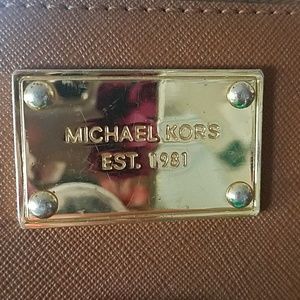 MICHAEL KORS
EST. 1981